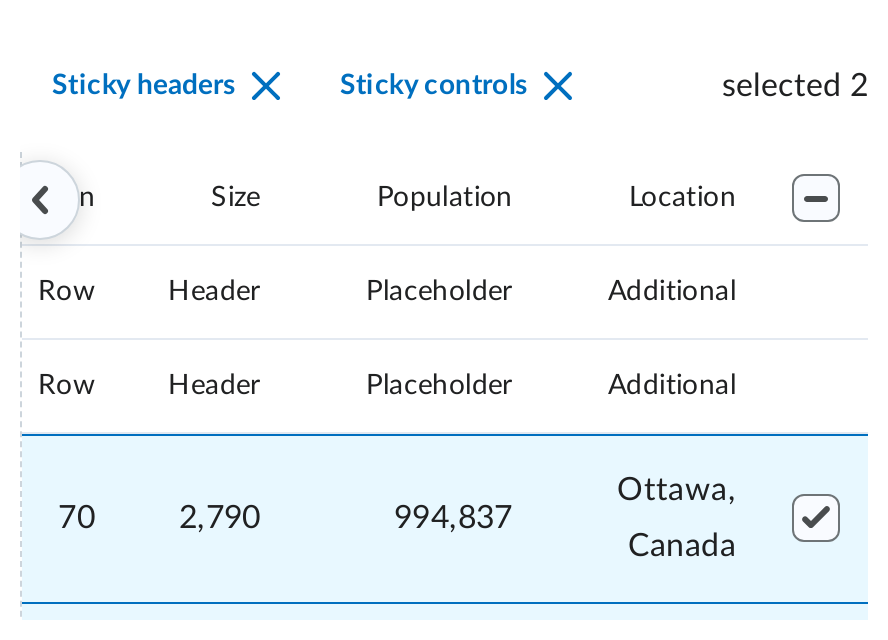 Sticky headers Sticky controls selected 2
n Size Population Location
Row Header Placeholder Additional
Row Header Placeholder Additional
70 2,790 994,837 Ottawa,
Canada